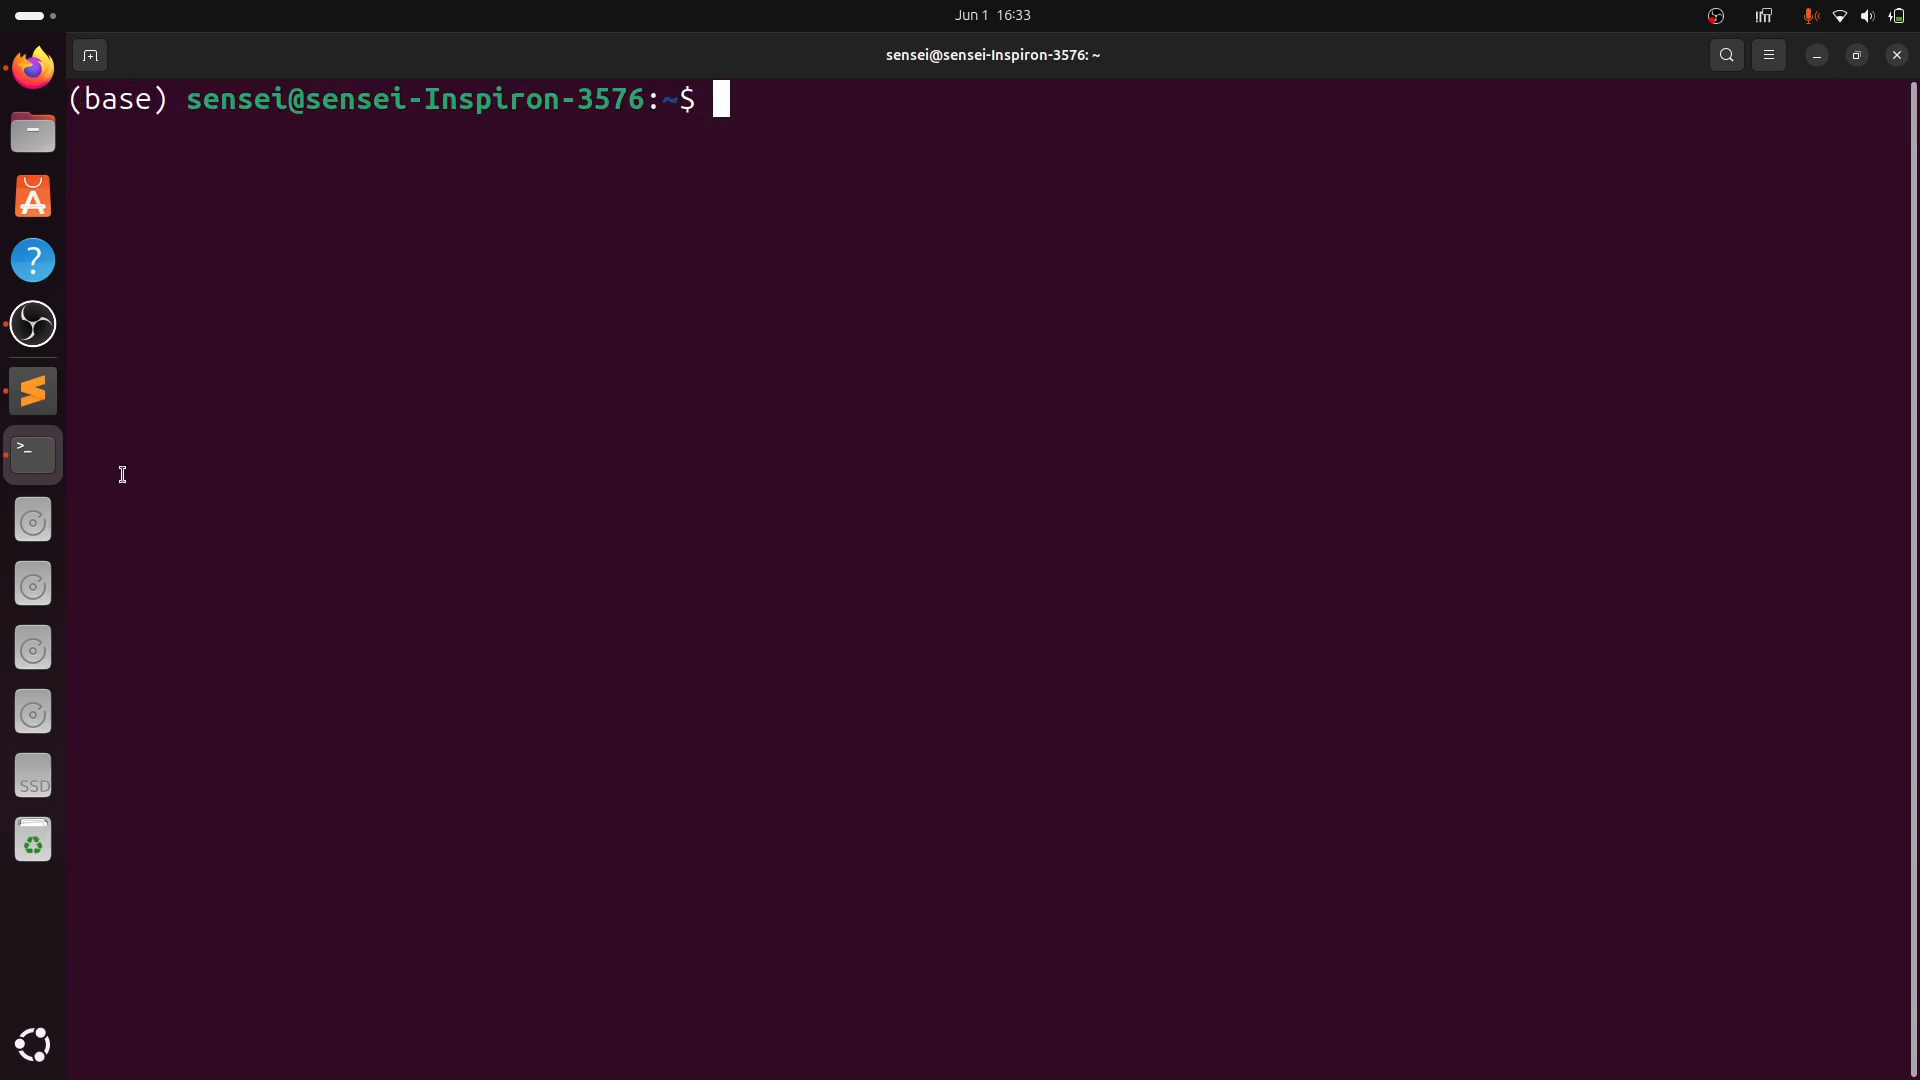 Jun 1 16:33
sensei@sensei-Inspiron-3576: ~
(base) sensei@sensei-Inspiron-3576:~$
?
>_
SSD